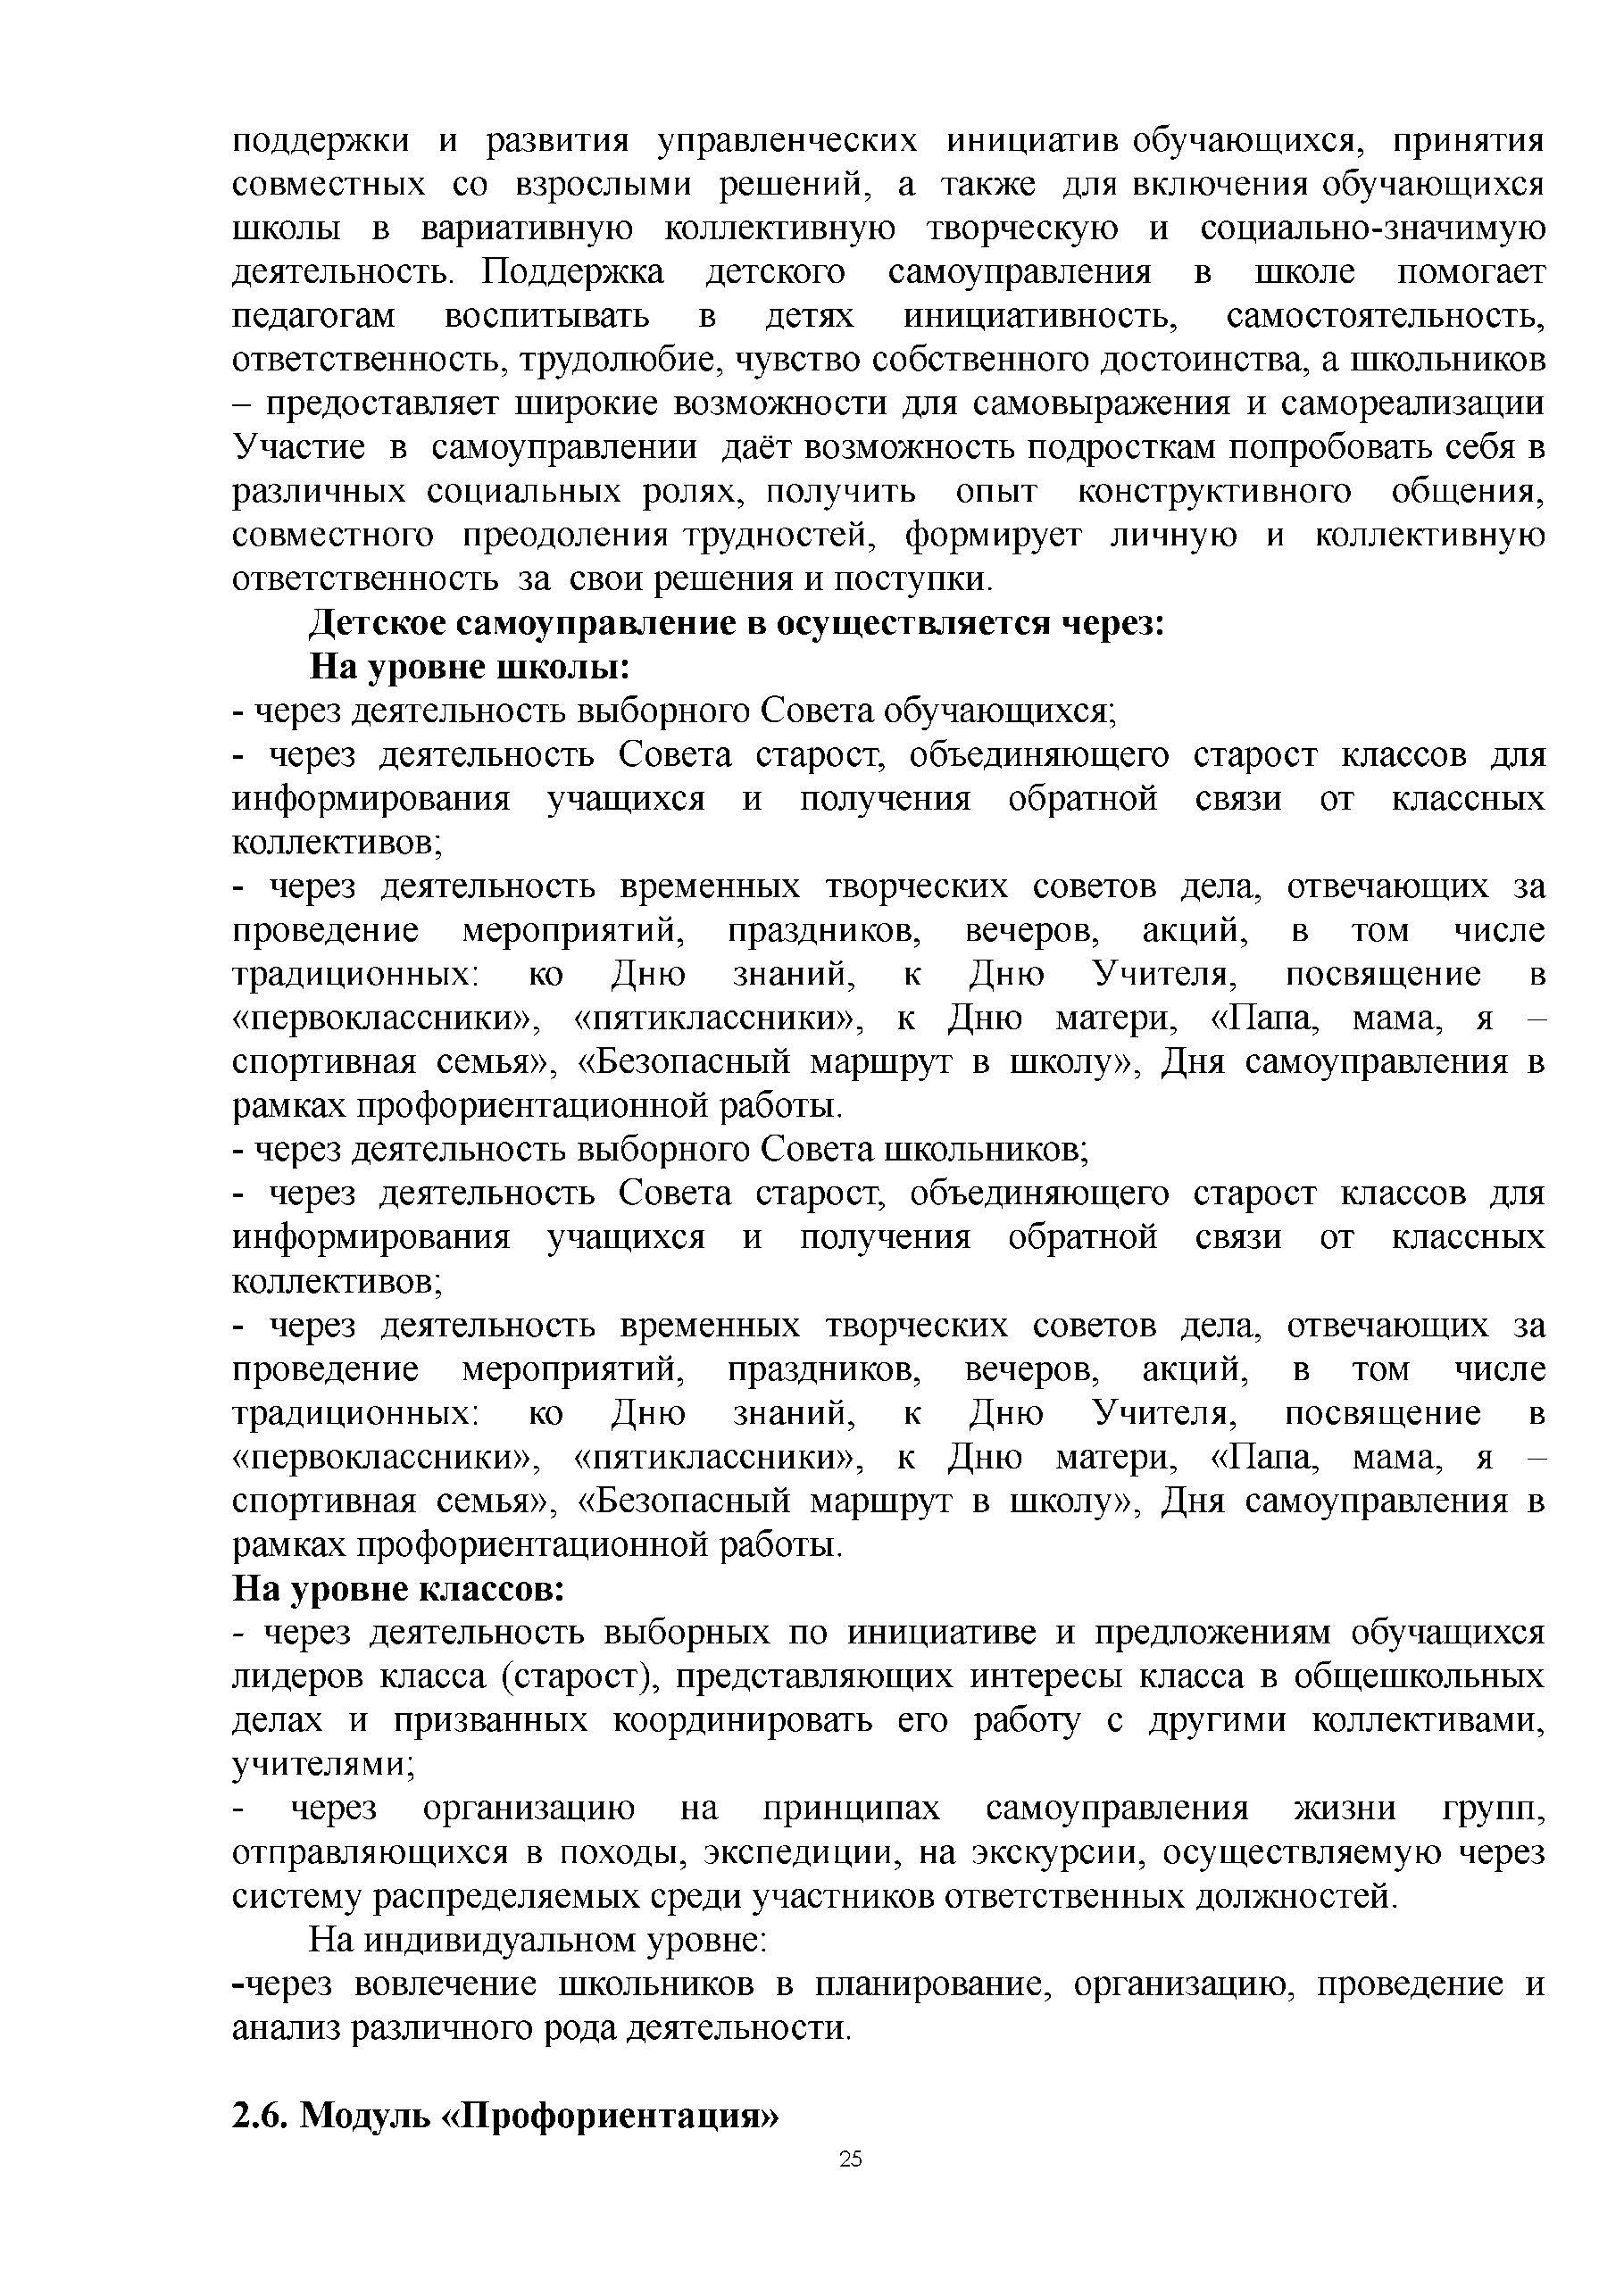 поддержки и развития управленческих инициатив обучающихся, принятия
совместных со взрослыми решений, а также для включения обучающихся
школы в вариативную коллективную творческую и социально-значимую
деятельность. Поддержка детского самоуправления в школе помогает
педагогам воспитывать в детях инициативность, самостоятельность,
ответственность, трудолюбие, чувство собственного достоинства, а школьников
– предоставляет широкие возможности для самовыражения и самореализации
Участие в самоуправлении даёт возможность подросткам попробовать себя в
различных социальных ролях, получить опыт конструктивного общения,
совместного преодоления трудностей, формирует личную и коллективную
ответственность за свои решения и поступки.
Детское самоуправление в осуществляется через:
На уровне школы:
- через деятельность выборного Совета обучающихся;
- через деятельность Совета старост, объединяющего старост классов для
информирования учащихся и получения обратной связи от классных
коллективов;
- через деятельность временных творческих советов дела, отвечающих за
проведение мероприятий, праздников, вечеров, акций, в том числе
традиционных: ко Дню знаний, к Дню Учителя, посвящение в
«первоклассники», «пятиклассники», к Дню матери, «Папа, мама, я –
спортивная семья», «Безопасный маршрут в школу», Дня самоуправления в
рамках профориентационной работы.
- через деятельность выборного Совета школьников;
- через деятельность Совета старост, объединяющего старост классов для
информирования учащихся и получения обратной связи от классных
коллективов;
- через деятельность временных творческих советов дела, отвечающих за
проведение мероприятий, праздников, вечеров, акций, в том числе
традиционных: ко Дню знаний, к Дню Учителя, посвящение в
«первоклассники», «пятиклассники», к Дню матери, «Папа, мама, я –
спортивная семья», «Безопасный маршрут в школу», Дня самоуправления в
рамках профориентационной работы.
На уровне классов:
- через деятельность выборных по инициативе и предложениям обучащихся
лидеров класса (старост), представляющих интересы класса в общешкольных
делах и призванных координировать его работу с другими коллективами,
учителями;
- через организацию на принципах самоуправления жизни групп,
отправляющихся в походы, экспедиции, на экскурсии, осуществляемую через
систему распределяемых среди участников ответственных должностей.
На индивидуальном уровне:
-через вовлечение школьников в планирование, организацию, проведение и
анализ различного рода деятельности.
2.6. Модуль «Профориентация»
25